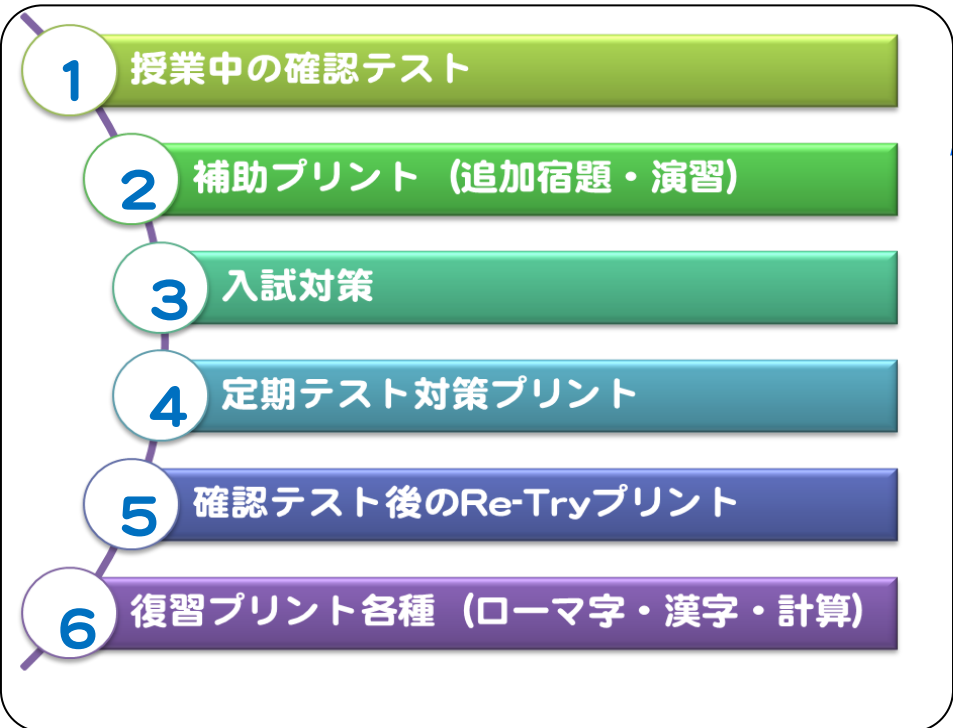 1 授業中の確認テスト
2 補助プリント（追加宿題・演習）
3 入試対策
4 定期テスト対策プリント
5 確認テスト後のRe-Tryプリント
6 復習プリント各種（ローマ字・漢字・計算）